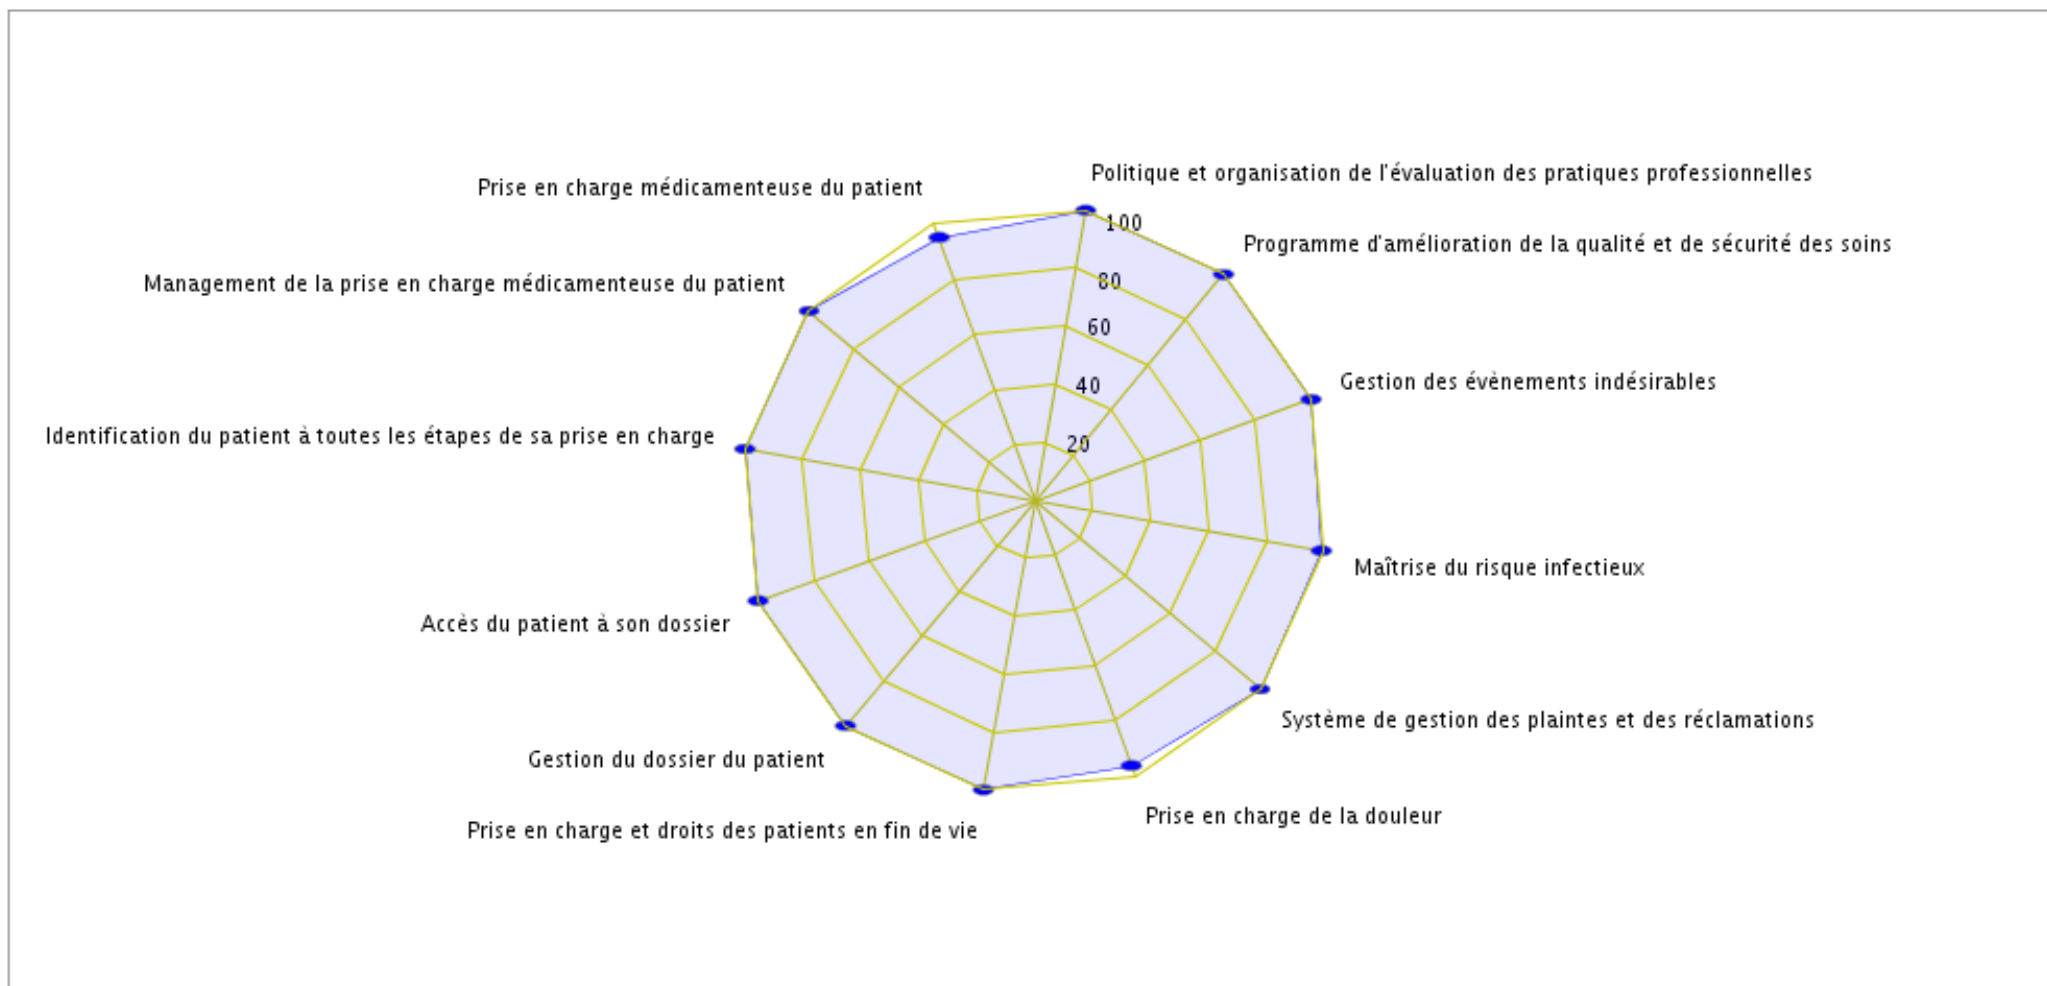 Politique et organisation de l'évaluation des pratiques professionnelles
Prise en charge médicamenteuse du patient
100
Programme d'amélioration de la qualité et de sécurité des soins
80
Management de la prise en charge médicamenteuse du patient
60
Gestion des évènements indésirables
40
Identification du patient à toutes les étapes de sa prise en charge
20
Maîtrise du risque infectieux
Accès du patient à son dossier
Système de gestion des plaintes et des réclamations
Gestion du dossier du patient
Prise en charge de la douleur
Prise en charge et droits des patients en fin de vie